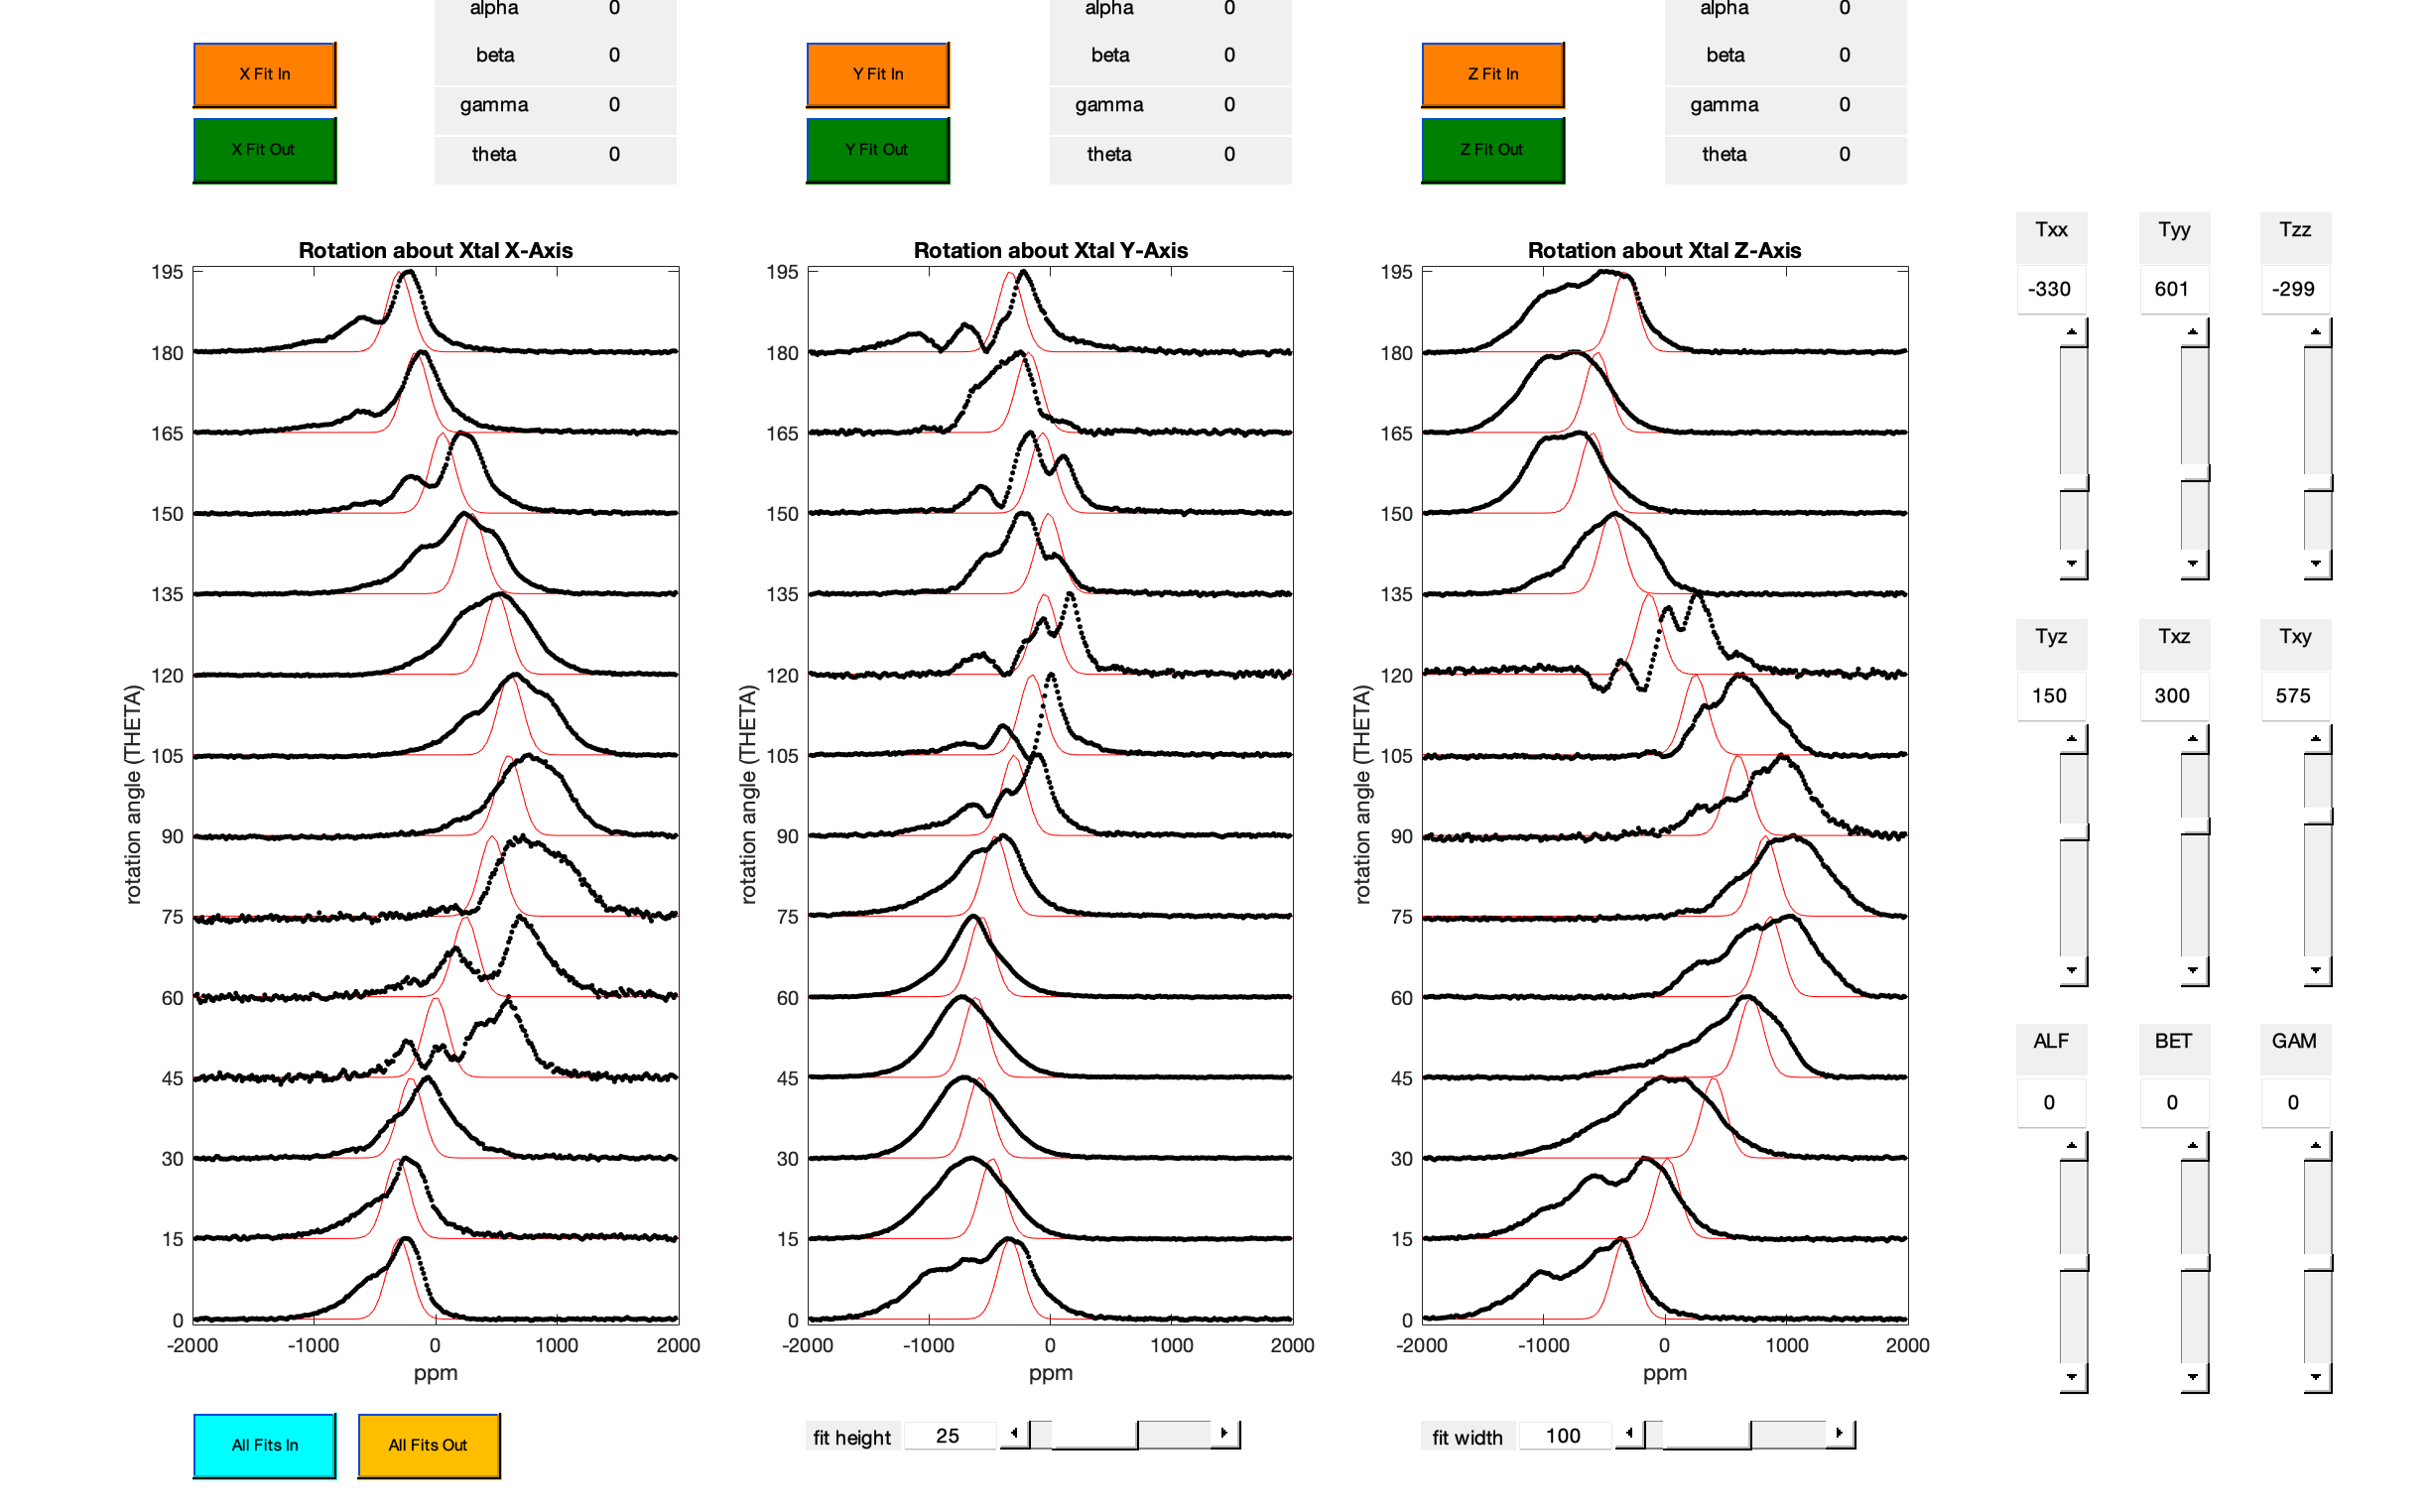 alpha 0 alpha 0 alpha 0
X Fit In beta 0 Y Fit In beta 0 Z Fit In beta 0
gamma 0 gamma 0 gamma 0
X Fit Out theta 0 Y Fit Out theta 0 Z Fit Out theta 0
Rotation about Xtal X-Axis
rotation angle (THETA)
195
180
165
150
135
120
105
90
75
60
45
30
15
0
-2000 -1000 0 1000 2000
ppm
Rotation about Xtal Y-Axis
rotation angle (THETA)
195
180
165
150
135
120
105
90
75
60
45
30
15
0
-2000 -1000 0 1000 2000
ppm
Rotation about Xtal Z-Axis
rotation angle (THETA)
195
180
165
150
135
120
105
90
75
60
45
30
15
0
-2000 -1000 0 1000 2000
ppm
Txx Tyy Tzz
-330 601 -299
Tyz Txz Txy
150 300 575
ALF BET GAM
0 0 0
All Fits In All Fits Out fit height 25 fit width 100